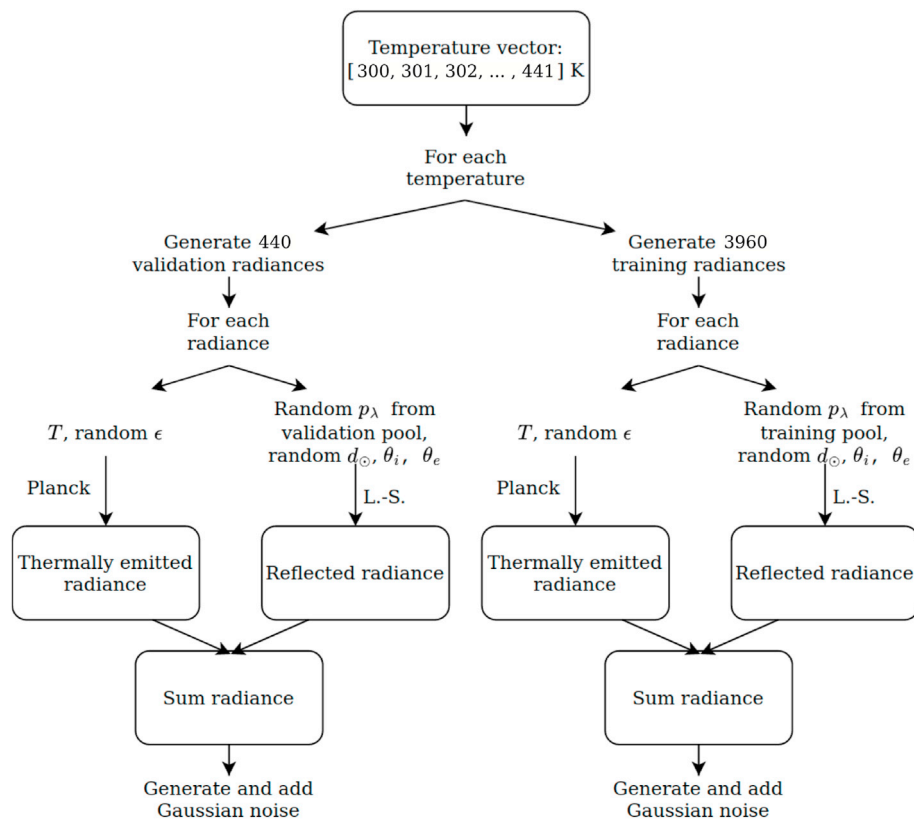 Temperature vector:
[ 300, 301, 302, ... , 441 ] K
For each
temperature
Generate 440
validation radiances
For each
radiance
T, random ϵ
Random p_λ from
validation pool,
random d_⊙, θ_i, θ_e
Planck
L.-S.
Thermally emitted
radiance
Reflected radiance
Sum radiance
Generate and add
Gaussian noise
Generate 3960
training radiances
For each
radiance
T, random ϵ
Random p_λ from
training pool,
random d_⊙, θ_i, θ_e
Planck
L.-S.
Thermally emitted
radiance
Reflected radiance
Sum radiance
Generate and add
Gaussian noise